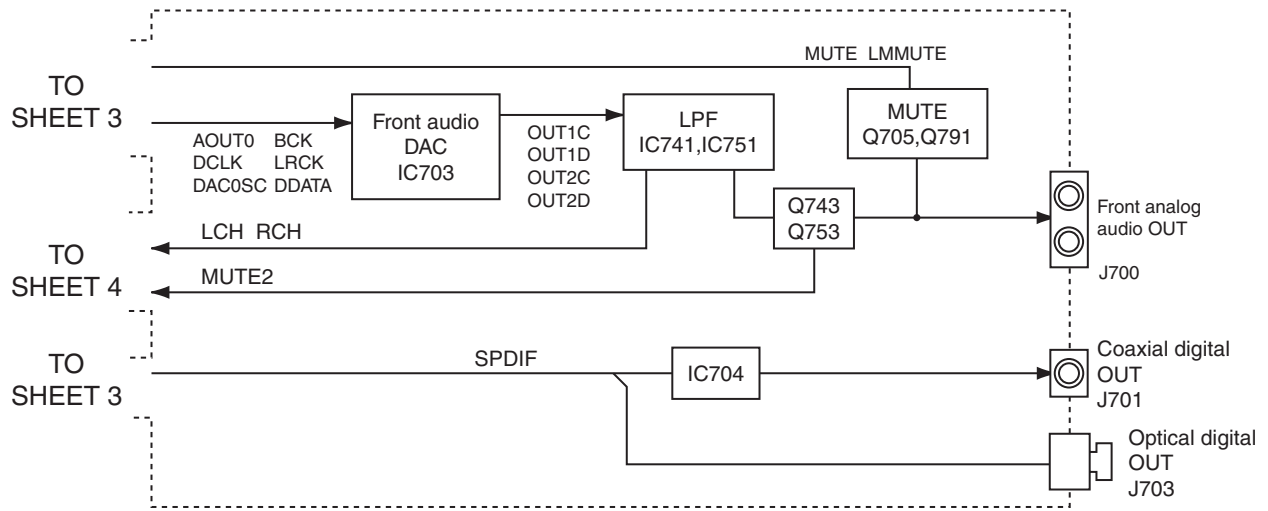 MUTE LMMUTE
TO
SHEET 3
MUTE
Q705,Q791
Front audio
DAC
IC703
LPF
IC741,IC751
AOUT0 BCK
DCLK LRCK
DAC0SC DDATA
OUT1C
OUT1D
OUT2C
OUT2D
Q743
Q753
Front analog
audio OUT
J700
LCH RCH
TO
SHEET 4
MUTE2
TO
SHEET 3
SPDIF
IC704
Coaxial digital
OUT
J701
Optical digital
OUT
J703